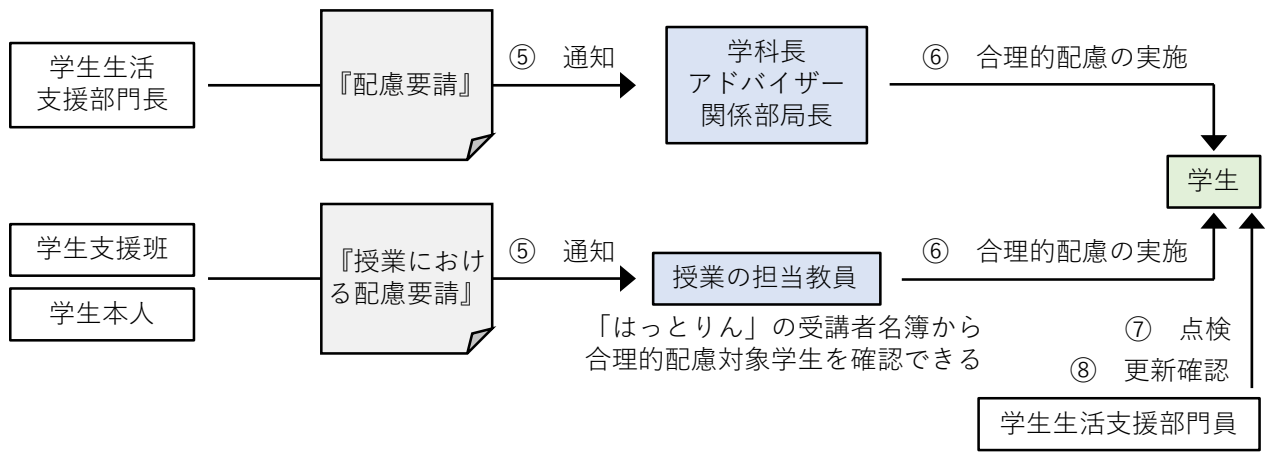 学生生活
支援部門長
『配慮要請』
⑤ 通知
学科長
アドバイザー
関係部局長
⑥ 合理的配慮の実施
学生
学生支援班
学生本人
『授業におけ
る配慮要請』
⑤ 通知
授業の担当教員
「はっとりん」の受講者名簿から
合理的配慮対象学生を確認できる
⑥ 合理的配慮の実施
⑦ 点検
⑧ 更新確認
学生生活支援部門員